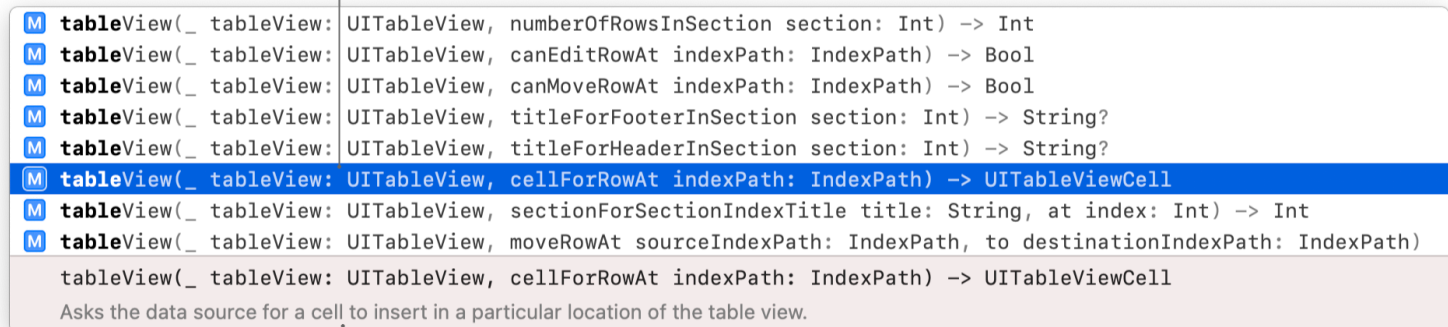 M tableView(_ tableView: UITableView, numberOfRowsInSection section: Int) -> Int
M tableView(_ tableView: UITableView, canEditRowAt indexPath: IndexPath) -> Bool
M tableView(_ tableView: UITableView, canMoveRowAt indexPath: IndexPath) -> Bool
M tableView(_ tableView: UITableView, titleForFooterInSection section: Int) -> String?
M tableView(_ tableView: UITableView, titleForHeaderInSection section: Int) -> String?
M tableView(_ tableView: UITableView, cellForRowAt indexPath: IndexPath) -> UITableViewCell
M tableView(_ tableView: UITableView, sectionForSectionIndexTitle title: String, at index: Int) -> Int
M tableView(_ tableView: UITableView, moveRowAt sourceIndexPath: IndexPath, to destinationIndexPath: IndexPath)
tableView(_ tableView: UITableView, cellForRowAt indexPath: IndexPath) -> UITableViewCell
Asks the data source for a cell to insert in a particular location of the table view.